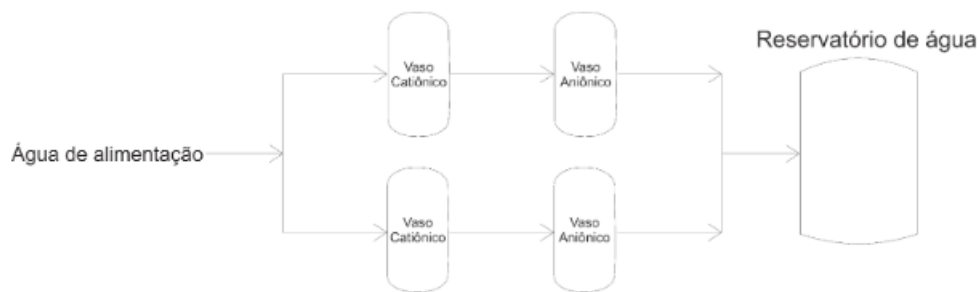 Reservatório de água
Vaso
Catiônico
Vaso
Aniônico
Água de alimentação
Vaso
Catiônico
Vaso
Aniônico